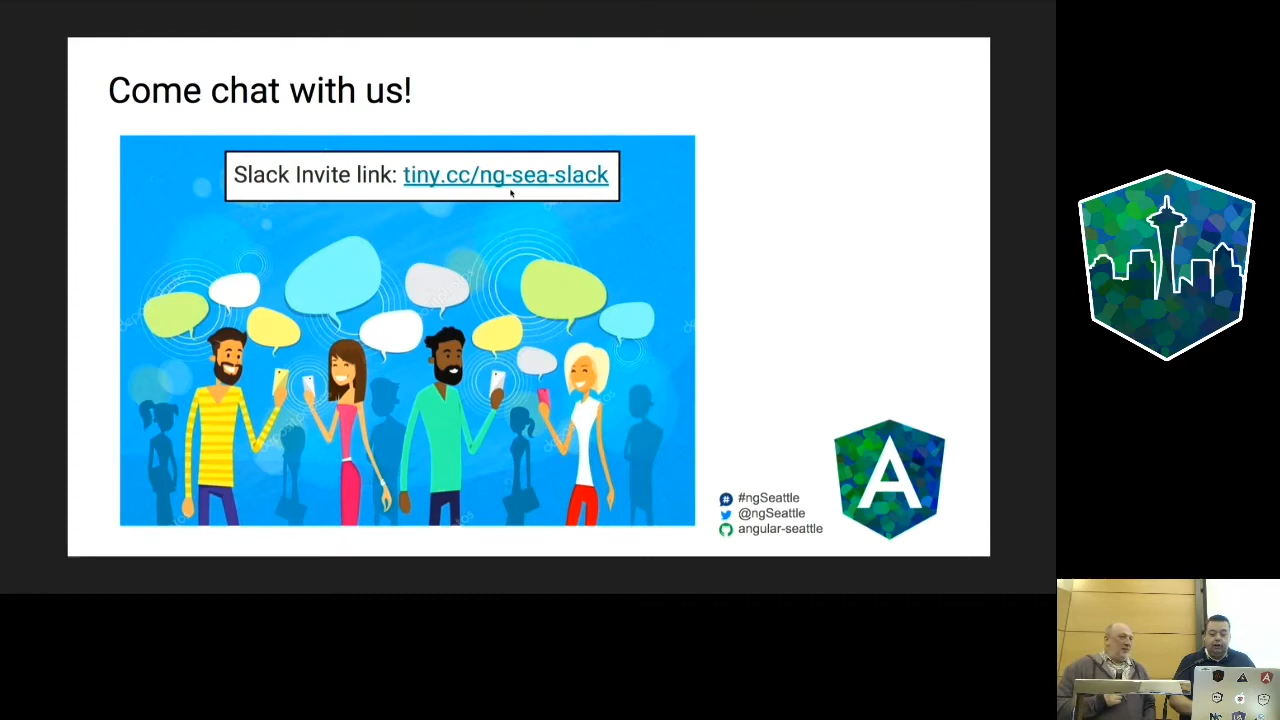 Come chat with us!
Slack Invite link: tiny.cc/ng-sea-slack
#ngSeattle
@ngSeattle
angular-seattle
A